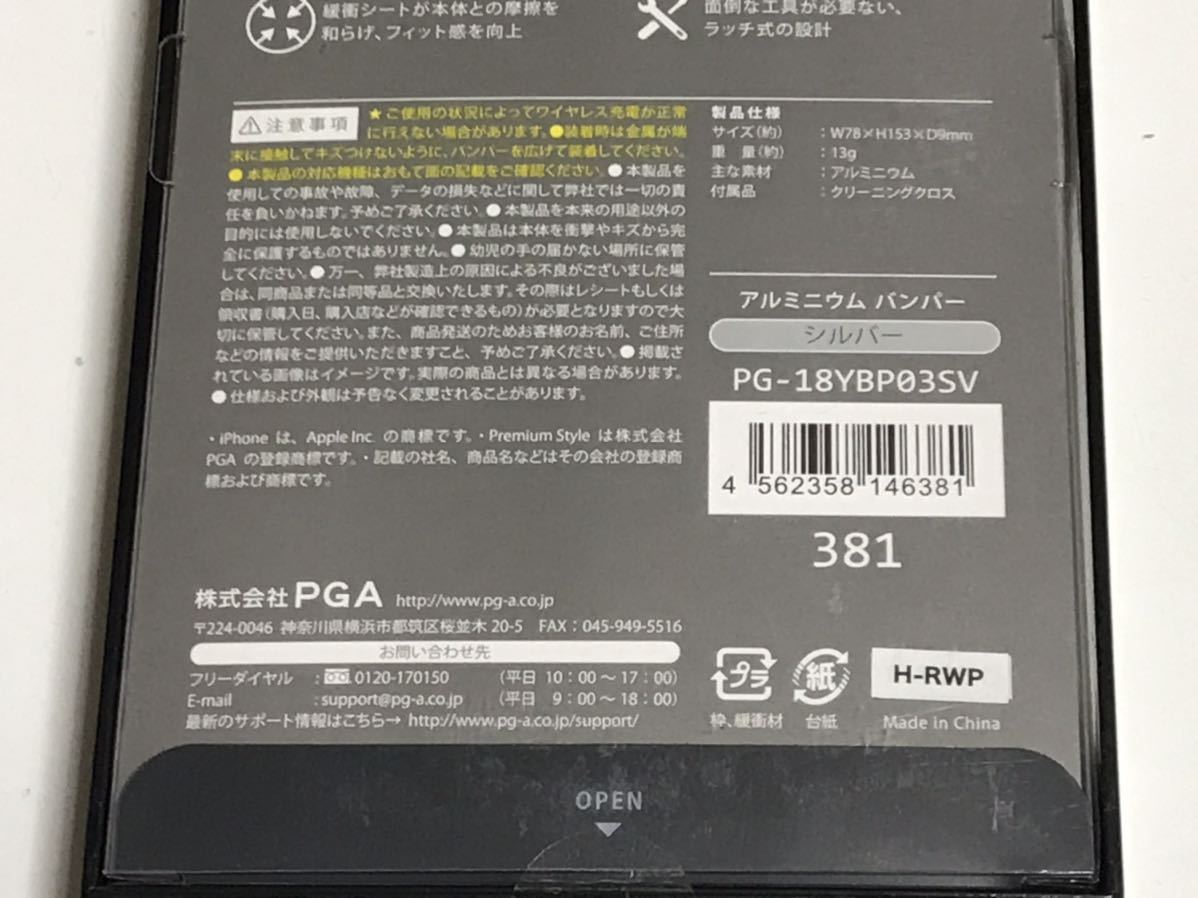 緩衝シートが本体との摩擦を
和らげ、フィット感を向上
面倒な工具が必要ない、
ラッチ式の設計
⚠注意事項
★ご使用の状況によってワイヤレス充電が正常
に行えない場合があります。●装着時は金属が端
末に接触してキズつけないように、バンパーを広げて装着してください。
●本製品の対応機種はおもて面の記載をご確認ください。●本製品を
使用しての事故や故障、データの損失などに関して弊社では一切の責
任を負いかねます。予めご了承ください。●本製品を本来の用途以外の
目的には使用しないでください。●本製品は本体を衝撃やキズから完
全に保護するものではありません。●幼児の手の届かない場所に保管
してください。●万一、弊社製造上の原因による不良がございました場
合は、同商品または同等品と交換いたします。その際はレシートもしくは
領収書(購入日、購入店などが確認できるもの)が必要となりますので大
切に保管してください。また、商品発送のためお客様のお名前、ご住所
などの情報をご提供いただきますこと、予めご了承ください。●掲載さ
れている画像はイメージです。実際の商品とは異なる場合があります。
●仕様および外観は予告なく変更されることがあります。
・iPhone は、Apple Inc. の商標です。・Premium Style は株式会社
PGA の登録商標です。・記載の社名、商品名などはその会社の登録商
標および商標です。
製品仕様
サイズ(約) : W78×H153×D9mm
重 量(約) : 13g
主な素材 : アルミニウム
付属品 : クリーニングクロス
アルミニウム バンパー
シルバー
PG-18YBP03SV
4 562358 146381
381
株式会社PGA http://www.pg-a.co.jp
〒224-0046 神奈川県横浜市都筑区桜並木 20-5 FAX:045-949-5516
お問い合わせ先
フリーダイヤル : 0120-170150 (平日 10:00〜17:00)
E-mail : support@pg-a.co.jp (平日 9:00〜18:00)
最新のサポート情報はこちら→ http://www.pg-a.co.jp/support/
プラ
紙
H-RWP
枠、緩衝材 台紙
Made in China
OPEN